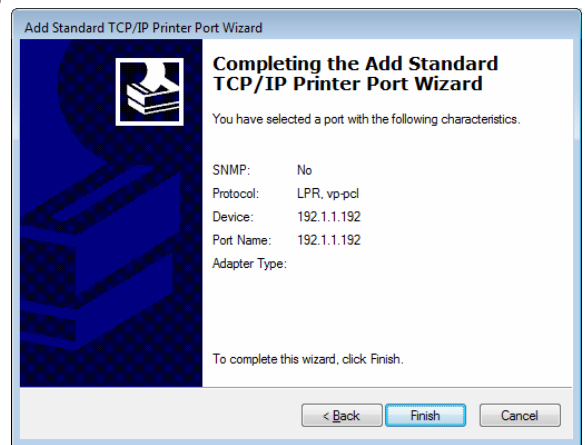 Add Standard TCP/IP Printer Port Wizard
Completing the Add Standard
TCP/IP Printer Port Wizard
You have selected a port with the following characteristics.
SNMP: No
Protocol: LPR, vp-pcl
Device: 192.1.1.192
Port Name: 192.1.1.192
Adapter Type:
To complete this wizard, click Finish.
< Back Finish Cancel